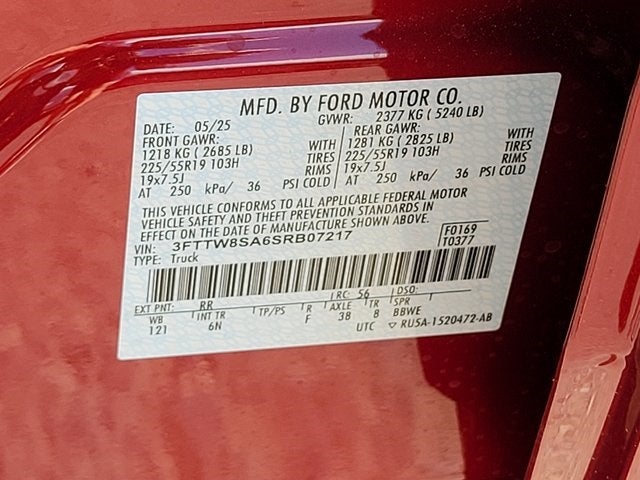 MFD. BY FORD MOTOR CO.
DATE: 05/25 GVWR: 2377 KG ( 5240 LB)
FRONT GAWR: REAR GAWR:
1218 KG ( 2685 LB) WITH 1281 KG ( 2825 LB) WITH
225/55R19 103H TIRES 225/55R19 103H TIRES
19x7.5J RIMS 19x7.5J RIMS
AT 250 kPa/ 36 PSI COLD AT 250 kPa/ 36 PSI COLD
THIS VEHICLE CONFORMS TO ALL APPLICABLE FEDERAL MOTOR
VEHICLE SAFETY AND THEFT PREVENTION STANDARDS IN
EFFECT ON THE DATE OF MANUFACTURE SHOWN ABOVE.
VIN: 3FTTW8SA6SRB07217 F0169
TYPE: Truck T0377
EXT PNT: RR RC: 56 DSO:
WB INT TR TP/PS R AXLE TR SPR
121 6N F 3B 8 BBWE
UTC ▽ RU5A-1520472-AB